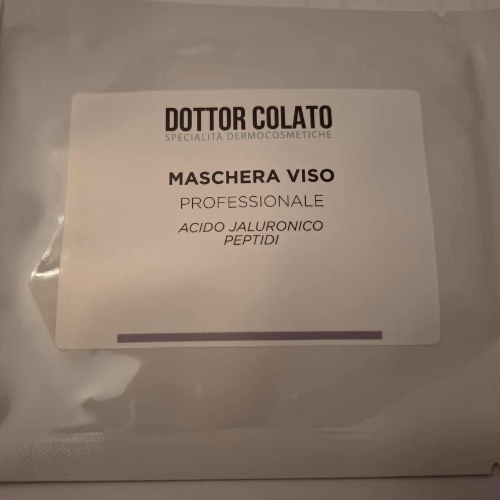 DOTTOR COLATO
SPECIALITÀ DERMOCOSMETICHE
MASCHERA VISO
PROFESSIONALE
ACIDO JALURONICO
PEPTIDI